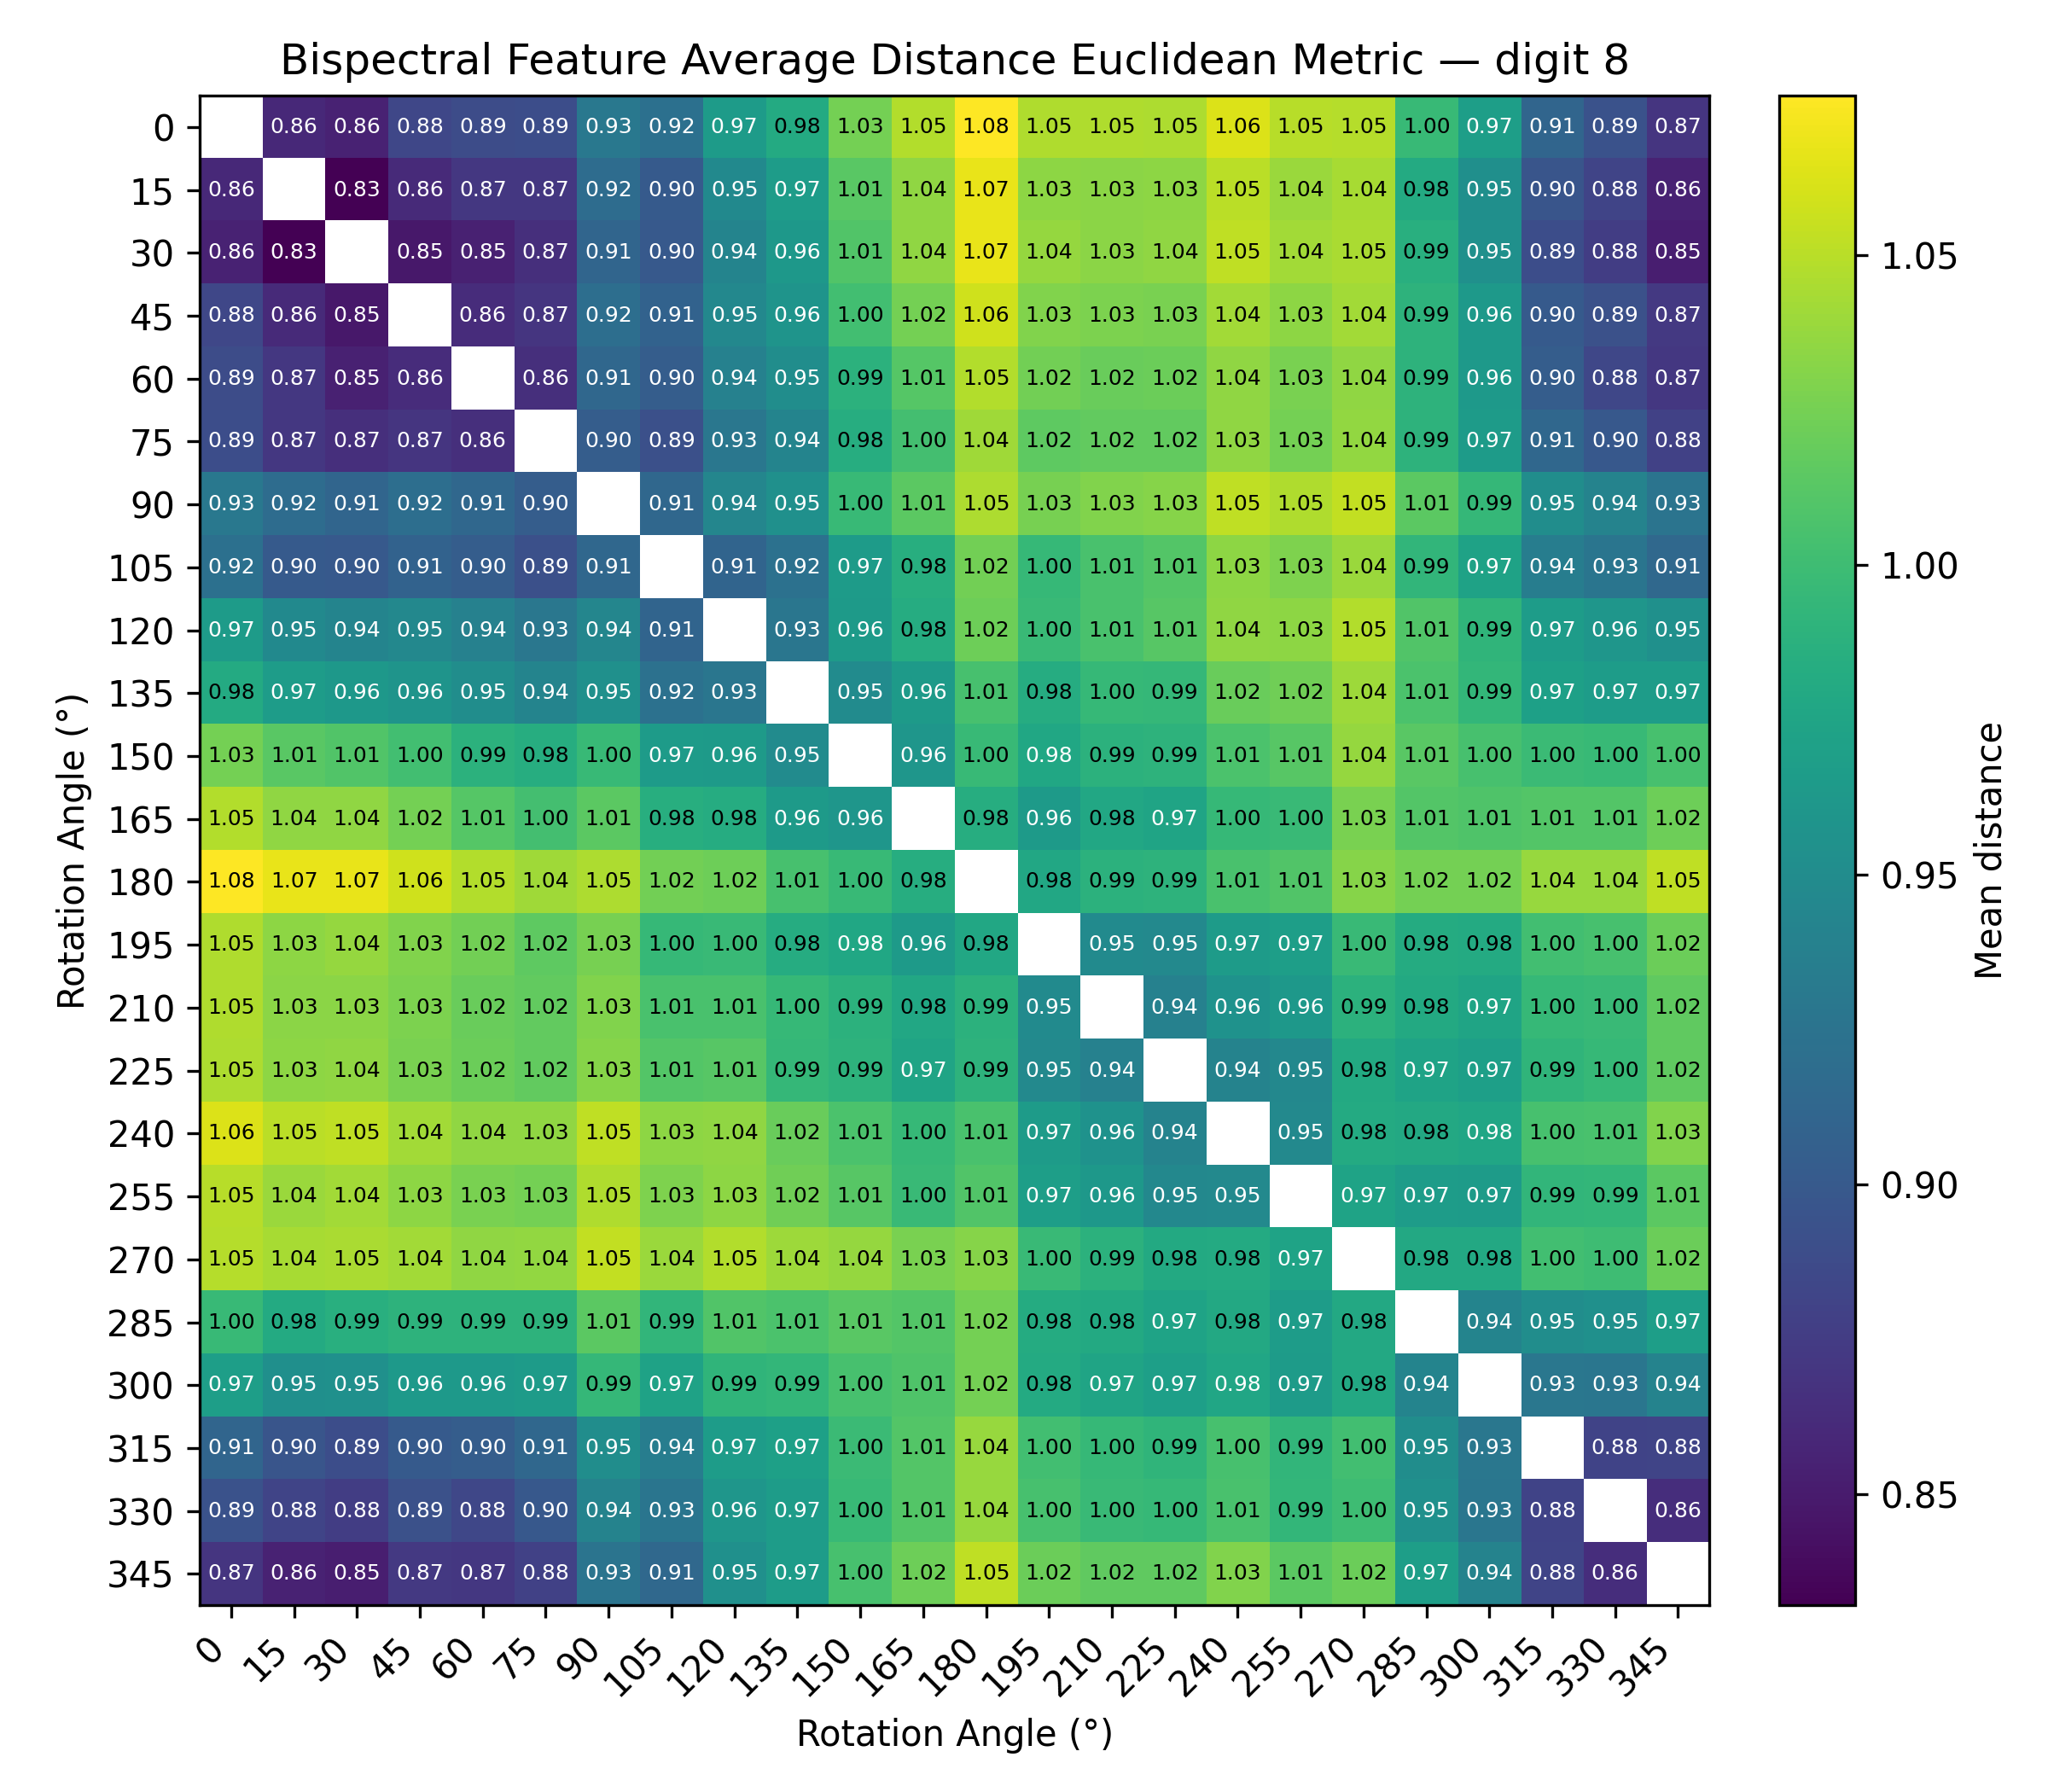 Bispectral Feature Average Distance Euclidean Metric — digit 8
0 0.86 0.86 0.88 0.89 0.89 0.93 0.92 0.97 0.98 1.03 1.05 1.08 1.05 1.05 1.05 1.06 1.05 1.05 1.00 0.97 0.91 0.89 0.87
15 0.86 0.83 0.86 0.87 0.87 0.92 0.90 0.95 0.97 1.01 1.04 1.07 1.03 1.03 1.03 1.05 1.04 1.04 0.98 0.95 0.90 0.88 0.86
30 0.86 0.83 0.85 0.85 0.87 0.91 0.90 0.94 0.96 1.01 1.04 1.07 1.04 1.03 1.04 1.05 1.04 1.05 0.99 0.95 0.89 0.88 0.85
45 0.88 0.86 0.85 0.86 0.87 0.92 0.91 0.95 0.96 1.00 1.02 1.06 1.03 1.03 1.03 1.04 1.03 1.04 0.99 0.96 0.90 0.89 0.87
60 0.89 0.87 0.85 0.86 0.86 0.91 0.90 0.94 0.95 0.99 1.01 1.05 1.02 1.02 1.02 1.04 1.03 1.04 0.99 0.96 0.90 0.88 0.87
75 0.89 0.87 0.87 0.87 0.86 0.90 0.89 0.93 0.94 0.98 1.00 1.04 1.02 1.02 1.02 1.03 1.03 1.04 0.99 0.97 0.91 0.90 0.88
90 0.93 0.92 0.91 0.92 0.91 0.90 0.91 0.94 0.95 1.00 1.01 1.05 1.03 1.03 1.03 1.05 1.05 1.05 1.01 0.99 0.95 0.94 0.93
105 0.92 0.90 0.90 0.91 0.90 0.89 0.91 0.91 0.92 0.97 0.98 1.02 1.00 1.01 1.01 1.03 1.03 1.04 0.99 0.97 0.94 0.93 0.91
120 0.97 0.95 0.94 0.95 0.94 0.93 0.94 0.91 0.93 0.96 0.98 1.02 1.00 1.01 1.01 1.04 1.03 1.05 1.01 0.99 0.97 0.96 0.95
135 0.98 0.97 0.96 0.96 0.95 0.94 0.95 0.92 0.93 0.95 0.96 1.01 0.98 1.00 0.99 1.02 1.02 1.04 1.01 0.99 0.97 0.97 0.97
150 1.03 1.01 1.01 1.00 0.99 0.98 1.00 0.97 0.96 0.95 0.96 1.00 0.98 0.99 0.99 1.01 1.01 1.04 1.01 1.00 1.00 1.00 1.00
165 1.05 1.04 1.04 1.02 1.01 1.00 1.01 0.98 0.98 0.96 0.96 0.98 0.96 0.98 0.97 1.00 1.00 1.03 1.01 1.01 1.01 1.01 1.02
180 1.08 1.07 1.07 1.06 1.05 1.04 1.05 1.02 1.02 1.01 1.00 0.98 0.98 0.99 0.99 1.01 1.01 1.03 1.02 1.02 1.04 1.04 1.05
195 1.05 1.03 1.04 1.03 1.02 1.02 1.03 1.00 1.00 0.98 0.98 0.96 0.98 0.95 0.95 0.97 0.97 1.00 0.98 0.98 1.00 1.00 1.02
210 1.05 1.03 1.03 1.03 1.02 1.02 1.03 1.01 1.01 1.00 0.99 0.98 0.99 0.95 0.94 0.96 0.96 0.99 0.98 0.97 1.00 1.00 1.02
225 1.05 1.03 1.04 1.03 1.02 1.02 1.03 1.01 1.01 0.99 0.99 0.97 0.99 0.95 0.94 0.94 0.95 0.98 0.97 0.97 0.99 1.00 1.02
240 1.06 1.05 1.05 1.04 1.04 1.03 1.05 1.03 1.04 1.02 1.01 1.00 1.01 0.97 0.96 0.94 0.95 0.98 0.98 0.98 1.00 1.01 1.03
255 1.05 1.04 1.04 1.03 1.03 1.03 1.05 1.03 1.03 1.02 1.01 1.00 1.01 0.97 0.96 0.95 0.95 0.97 0.97 0.97 0.99 0.99 1.01
270 1.05 1.04 1.05 1.04 1.04 1.04 1.05 1.04 1.05 1.04 1.04 1.03 1.03 1.00 0.99 0.98 0.98 0.97 0.98 0.98 1.00 1.00 1.02
285 1.00 0.98 0.99 0.99 0.99 0.99 1.01 0.99 1.01 1.01 1.01 1.01 1.02 0.98 0.98 0.97 0.98 0.97 0.98 0.94 0.95 0.95 0.97
300 0.97 0.95 0.95 0.96 0.96 0.97 0.99 0.97 0.99 0.99 1.00 1.01 1.02 0.98 0.97 0.97 0.98 0.97 0.98 0.94 0.93 0.93 0.94
315 0.91 0.90 0.89 0.90 0.90 0.91 0.95 0.94 0.97 0.97 1.00 1.01 1.04 1.00 1.00 0.99 1.00 0.99 1.00 0.95 0.93 0.88 0.88
330 0.89 0.88 0.88 0.89 0.88 0.90 0.94 0.93 0.96 0.97 1.00 1.01 1.04 1.00 1.00 1.00 1.01 0.99 1.00 0.95 0.93 0.88 0.86
345 0.87 0.86 0.85 0.87 0.87 0.88 0.93 0.91 0.95 0.97 1.00 1.02 1.05 1.02 1.02 1.02 1.03 1.01 1.02 0.97 0.94 0.88 0.86
0 15 30 45 60 75 90 105 120 135 150 165 180 195 210 225 240 255 270 285 300 315 330 345
Rotation Angle (°)
Rotation Angle (°)
1.05
1.00
0.95
0.90
0.85
Mean distance